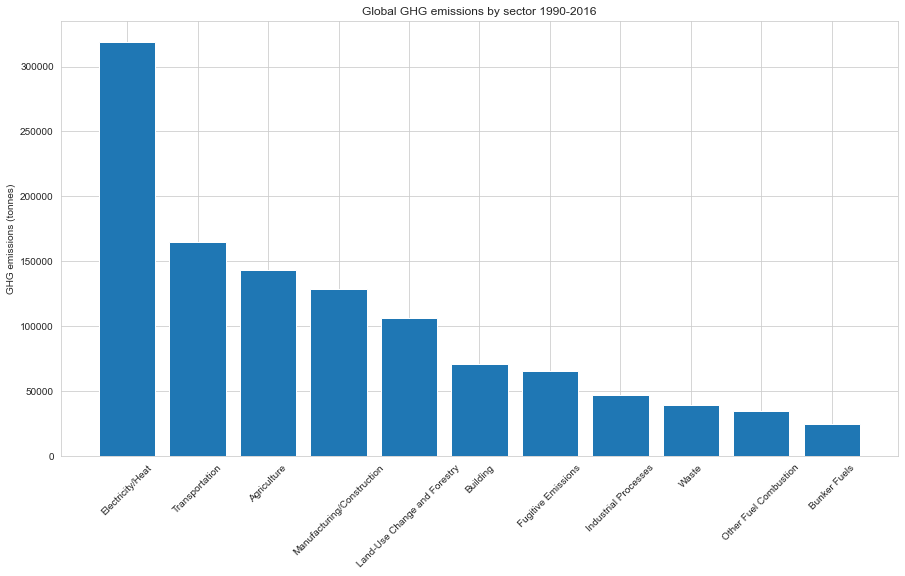 Global GHG emissions by sector 1990-2016
GHG emissions (tonnes)
300000
250000
200000
150000
100000
50000
0
Electricity/Heat
Transportation
Agriculture
Manufacturing/Construction
Land-Use Change and Forestry
Building
Fugitive Emissions
Industrial Processes
Waste
Other Fuel Combustion
Bunker Fuels